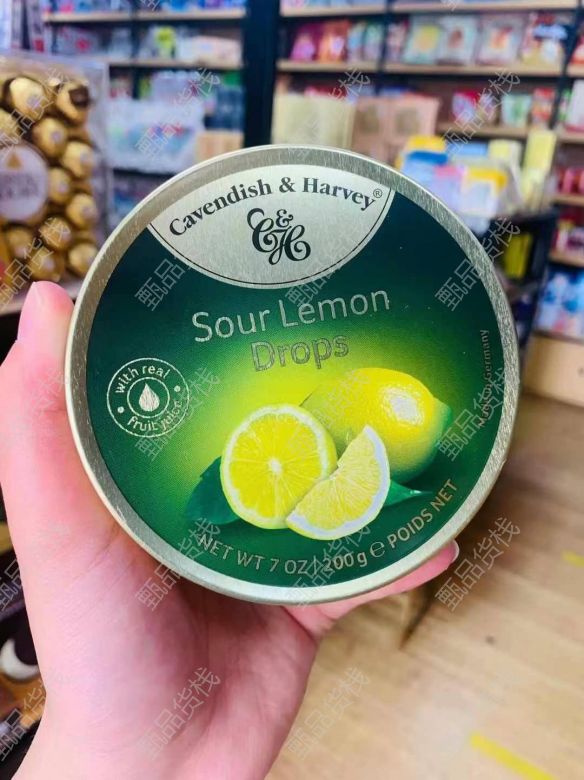 Cavendish & Harvey®
C&H
Sour Lemon
Drops
with real
fruit juice
Made in Germany
NET WT 7 OZ / 200g e POIDS NET
甄品货栈